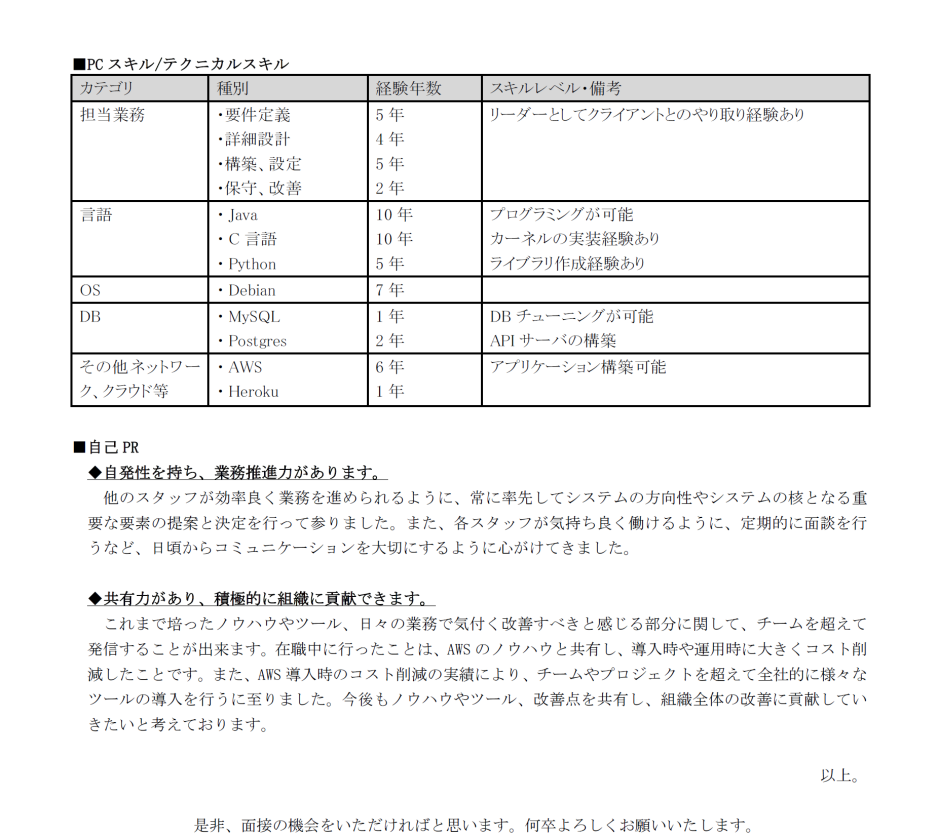 ■PC スキル/テクニカルスキル
カテゴリ 種別 経験年数 スキルレベル・備考
担当業務 ・要件定義 5 年 リーダーとしてクライアントとのやり取り経験あり
・詳細設計 4 年
・構築、設定 5 年
・保守、改善 2 年
言語 ・Java 10 年 プログラミングが可能
・C 言語 10 年 カーネルの実装経験あり
・Python 5 年 ライブラリ作成経験あり
OS ・Debian 7 年
DB ・MySQL 1 年 DB チューニングが可能
・Postgres 2 年 API サーバの構築
その他ネットワー ・AWS 6 年 アプリケーション構築可能
ク、クラウド等 ・Heroku 1 年
■自己 PR
◆自発性を持ち、業務推進力があります。
他のスタッフが効率良く業務を進められるように、常に率先してシステムの方向性やシステムの核となる重
要な要素の提案と決定を行って参りました。また、各スタッフが気持ち良く働けるように、定期的に面談を行
うなど、日頃からコミュニケーションを大切にするように心がけてきました。
◆共有力があり、積極的に組織に貢献できます。
これまで培ったノウハウやツール、日々の業務で気付く改善すべきと感じる部分に関して、チームを超えて
発信することが出来ます。在職中に行ったことは、AWS のノウハウと共有し、導入時や運用時に大きくコスト削
減したことです。また、AWS 導入時のコスト削減の実績により、チームやプロジェクトを超えて全社的に様々な
ツールの導入を行うに至りました。今後もノウハウやツール、改善点を共有し、組織全体の改善に貢献してい
きたいと考えております。
以上。
是非、面接の機会をいただければと思います。何卒よろしくお願いいたします。